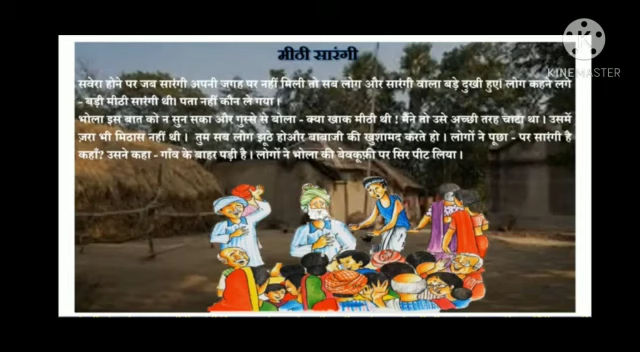 मीठी सारंगी
KINEMASTER
सवेरा होने पर जब सारंगी अपनी जगह पर नहीं मिली तो सब लोग और सारंगी वाला बड़े दुखी हुए। लोग कहने लगे
- बड़ी मीठी सारंगी थी। पता नहीं कौन ले गया।
भोला इस बात को न सुन सका और गुस्से से बोला - क्या खाक मीठी थी ; मैंने तो उसे अच्छी तरह चाटा था। उसमें
ज़रा भी मिठास नहीं थी। तुम सब लोग झूठे होऔर बाबाजी की खुशामद करते हो। लोगों ने पूछा - पर सारंगी है
कहाँ? उसने कहा - गाँव के बाहर पड़ी है। लोगों ने भोला की बेवकूफ़ी पर सिर पीट लिया।